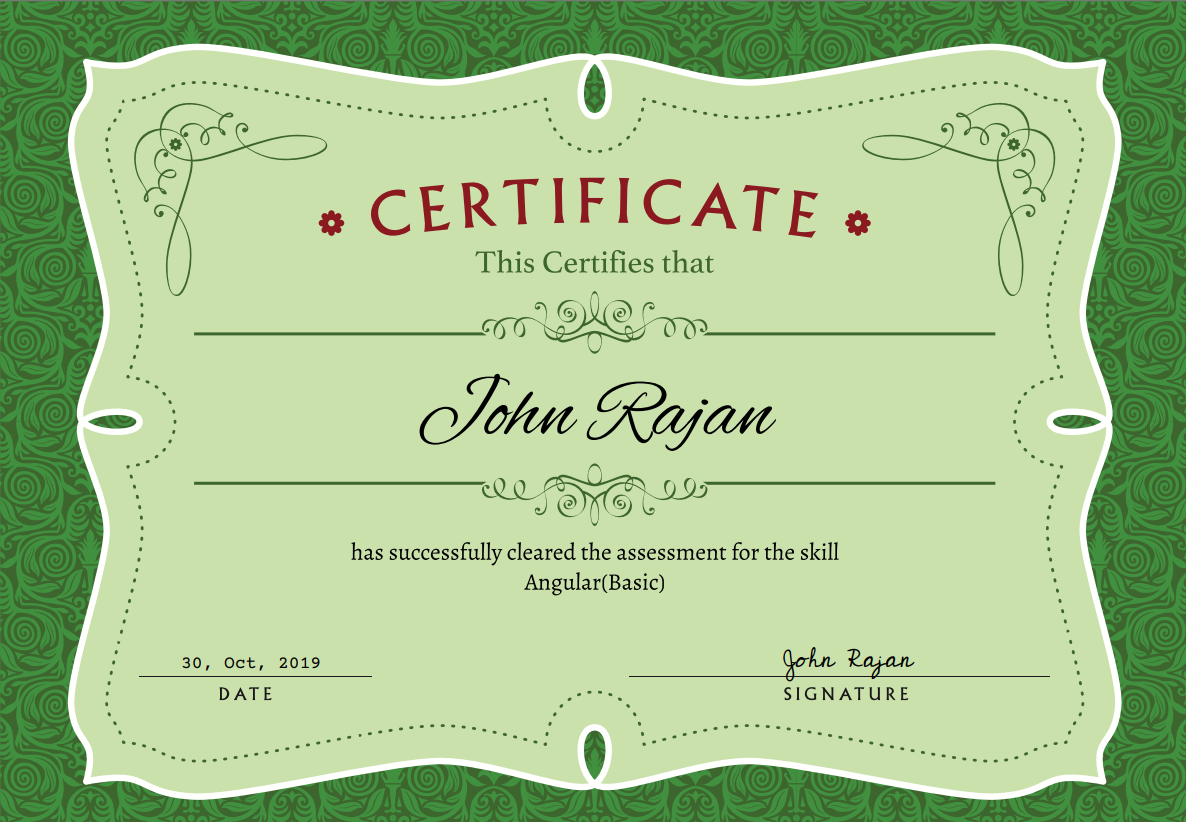 CERTIFICATE
This Certifies that
John Rajan
has successfully cleared the assessment for the skill
Angular(Basic)
30, Oct, 2019
John Rajan
DATE
SIGNATURE